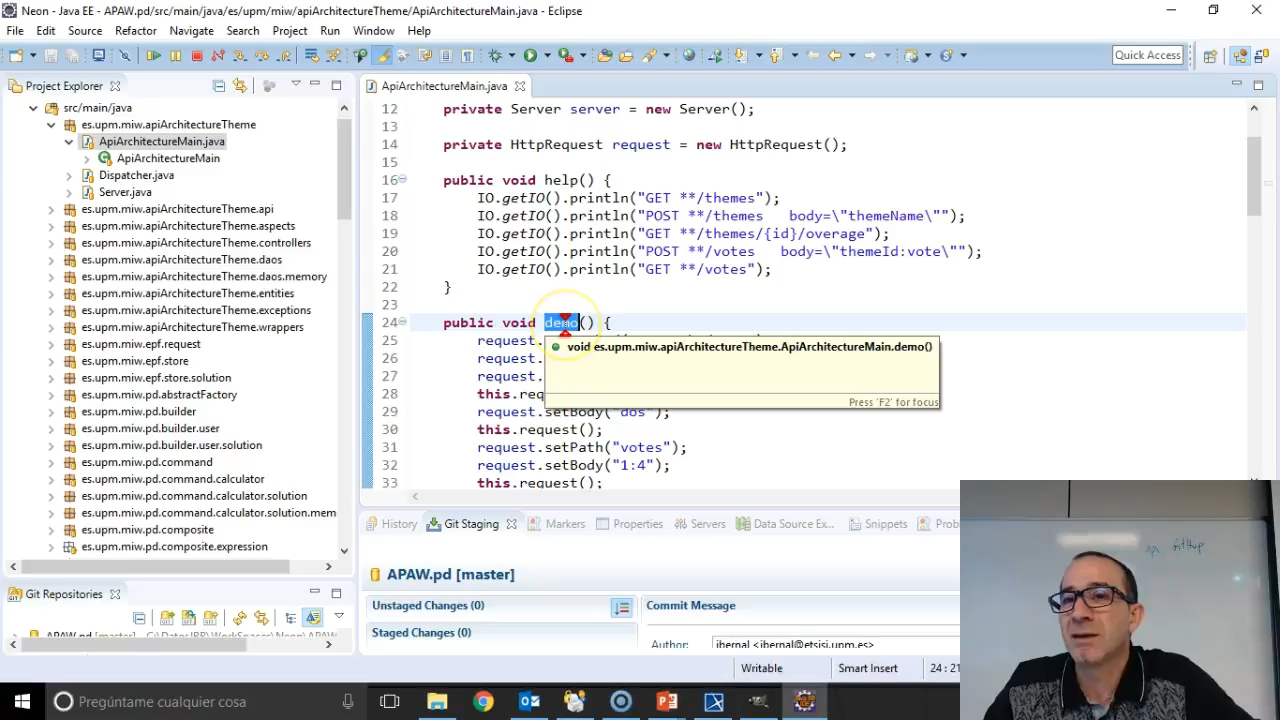 Neon - Java EE - APAW.pd/src/main/java/es/upm/miw/apiArchitectureTheme/ApiArchitectureMain.java - Eclipse
File Edit Source Refactor Navigate Search Project Run Window Help
Quick Access
Project Explorer
src/main/java
es.upm.miw.apiArchitectureTheme
ApiArchitectureMain.java
ApiArchitectureMain
Dispatcher.java
Server.java
es.upm.miw.apiArchitectureTheme.api
es.upm.miw.apiArchitectureTheme.aspects
es.upm.miw.apiArchitectureTheme.controllers
es.upm.miw.apiArchitectureTheme.daos
es.upm.miw.apiArchitectureTheme.daos.memory
es.upm.miw.apiArchitectureTheme.entities
es.upm.miw.apiArchitectureTheme.exceptions
es.upm.miw.apiArchitectureTheme.wrappers
es.upm.miw.epf.request
es.upm.miw.epf.store
es.upm.miw.epf.store.solution
es.upm.miw.pd.abstractFactory
es.upm.miw.pd.builder
es.upm.miw.pd.builder.user
es.upm.miw.pd.builder.user.solution
es.upm.miw.pd.command
es.upm.miw.pd.command.calculator
es.upm.miw.pd.command.calculator.solution
es.upm.miw.pd.command.calculator.solution.mem
es.upm.miw.pd.composite
es.upm.miw.pd.composite.expression
Git Repositories
ApiArchitectureMain.java
12 private Server server = new Server();
13
14 private HttpRequest request = new HttpRequest();
15
16 public void help() {
17 IO.getIO().println("GET **/themes");
18 IO.getIO().println("POST **/themes body=\"themeName\"");
19 IO.getIO().println("GET **/themes/{id}/overage");
20 IO.getIO().println("POST **/votes body=\"themeId:vote\"");
21 IO.getIO().println("GET **/votes");
22 }
23
24 public void demo() {
25 request.
26 request.
27 request.
28 this.req
29 request.setBody("dos");
30 this.request();
31 request.setPath("votes");
32 request.setBody("1:4");
33 this.request();
void es.upm.miw.apiArchitectureTheme.ApiArchitectureMain.demo()
Press 'F2' for focus
History Git Staging Markers Properties Servers Data Source Ex... Snippets Prob
APAW.pd [master]
Unstaged Changes (0)
Commit Message
Staged Changes (0)
Author:
Writable Smart Insert 24 : 21
Pregúntame cualquier cosa